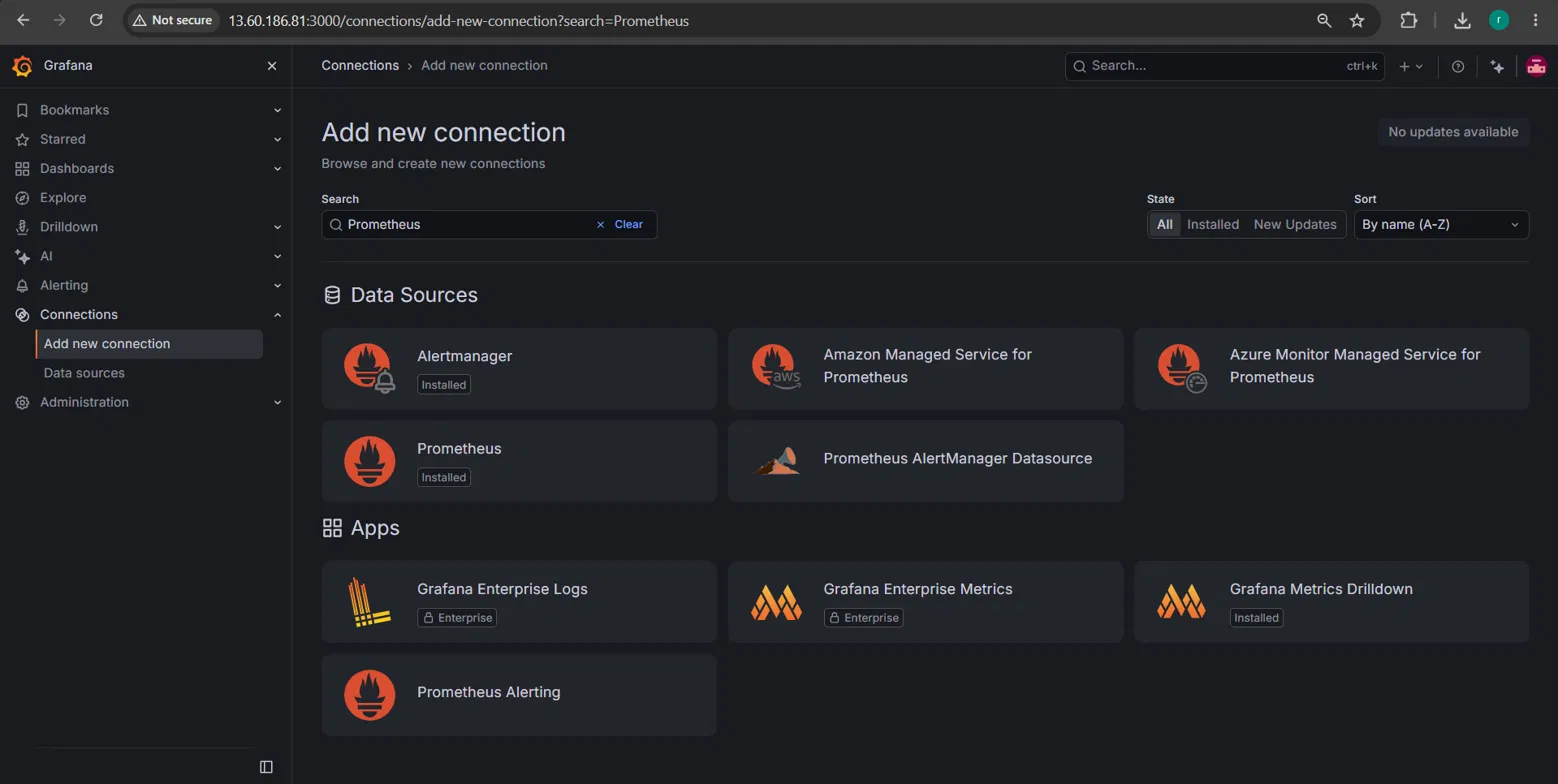 Not secure
13.60.186.81:3000/connections/add-new-connection?search=Prometheus
r
Grafana
Connections › Add new connection
Search...
ctrl+k
Bookmarks
Starred
Dashboards
Explore
Drilldown
AI
Alerting
Connections
Add new connection
Data sources
Administration
Add new connection
No updates available
Browse and create new connections
Search
State
Sort
Prometheus
Clear
All Installed New Updates
By name (A-Z)
Data Sources
Alertmanager
Installed
Amazon Managed Service for
Prometheus
aws
Azure Monitor Managed Service for
Prometheus
Prometheus
Installed
Prometheus AlertManager Datasource
Apps
Grafana Enterprise Logs
Enterprise
Grafana Enterprise Metrics
Enterprise
Grafana Metrics Drilldown
Installed
Prometheus Alerting